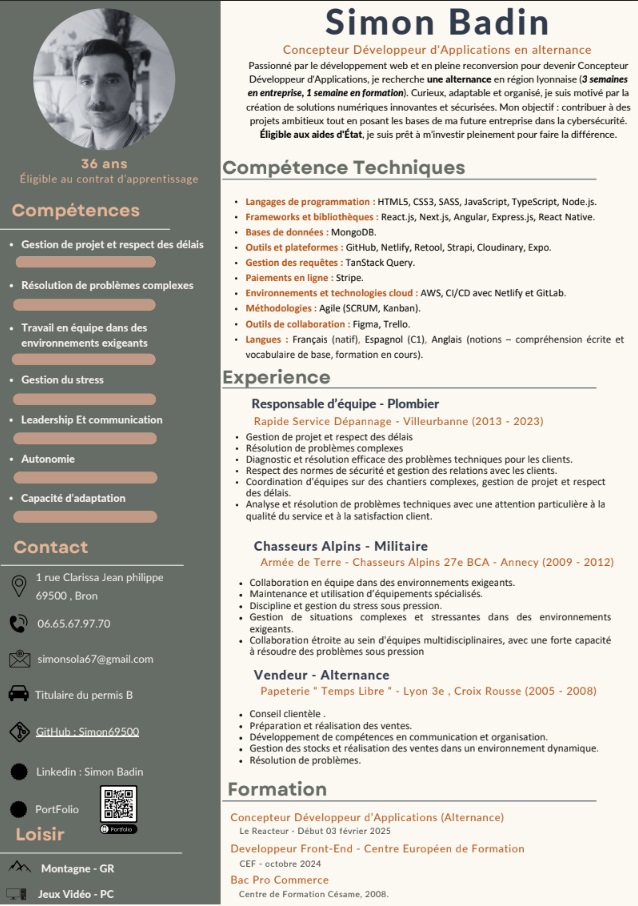 36 ans
Éligible au contrat d'apprentissage
Compétences
• Gestion de projet et respect des délais
• Résolution de problèmes complexes
• Travail en équipe dans des
environnements exigeants
• Gestion du stress
• Leadership Et communication
• Autonomie
• Capacité d'adaptation
Contact
1 rue Clarissa Jean philippe
69500 , Bron
06.65.67.97.70
simonsola67@gmail.com
Titulaire du permis B
GitHub : Simon69500
Linkedin : Simon Badin
PortFolio
Portfolio
Loisir
Montagne - GR
Jeux Vidéo - PC
Simon Badin
Concepteur Développeur d'Applications en alternance
Passionné par le développement web et en pleine reconversion pour devenir Concepteur
Développeur d'Applications, je recherche une alternance en région lyonnaise (3 semaines
en entreprise, 1 semaine en formation). Curieux, adaptable et organisé, je suis motivé par la
création de solutions numériques innovantes et sécurisées. Mon objectif : contribuer à des
projets ambitieux tout en posant les bases de ma future entreprise dans la cybersécurité.
Éligible aux aides d'État, je suis prêt à m'investir pleinement pour faire la différence.
Compétence Techniques
• Langages de programmation : HTML5, CSS3, SASS, JavaScript, TypeScript, Node.js.
• Frameworks et bibliothèques : React.js, Next.js, Angular, Express.js, React Native.
• Bases de données : MongoDB.
• Outils et plateformes : GitHub, Netlify, Retool, Strapi, Cloudinary, Expo.
• Gestion des requêtes : TanStack Query.
• Paiements en ligne : Stripe.
• Environnements et technologies cloud : AWS, CI/CD avec Netlify et GitLab.
• Méthodologies : Agile (SCRUM, Kanban).
• Outils de collaboration : Figma, Trello.
• Langues : Français (natif), Espagnol (C1), Anglais (notions – compréhension écrite et
vocabulaire de base, formation en cours).
Experience
Responsable d'équipe - Plombier
Rapide Service Dépannage - Villeurbanne (2013 - 2023)
• Gestion de projet et respect des délais
• Résolution de problèmes complexes
• Diagnostic et résolution efficace des problèmes techniques pour les clients.
• Respect des normes de sécurité et gestion des relations avec les clients.
• Coordination d'équipes sur des chantiers complexes, gestion de projet et respect
des délais.
• Analyse et résolution de problèmes techniques avec une attention particulière à la
qualité du service et à la satisfaction client.
Chasseurs Alpins - Militaire
Armée de Terre - Chasseurs Alpins 27e BCA - Annecy (2009 - 2012)
• Collaboration en équipe dans des environnements exigeants.
• Maintenance et utilisation d'équipements spécialisés.
• Discipline et gestion du stress sous pression.
• Gestion de situations complexes et stressantes dans des environnements
exigeants.
• Collaboration étroite au sein d'équipes multidisciplinaires, avec une forte capacité
à résoudre des problèmes sous pression
Vendeur - Alternance
Papeterie " Temps Libre " - Lyon 3e , Croix Rousse (2005 - 2008)
• Conseil clientèle .
• Préparation et réalisation des ventes.
• Développement de compétences en communication et organisation.
• Gestion des stocks et réalisation des ventes dans un environnement dynamique.
• Résolution de problèmes.
Formation
Concepteur Développeur d'Applications (Alternance)
Le Reacteur - Début 03 février 2025
Developpeur Front-End - Centre Européen de Formation
CEF - octobre 2024
Bac Pro Commerce
Centre de Formation Césame, 2008.